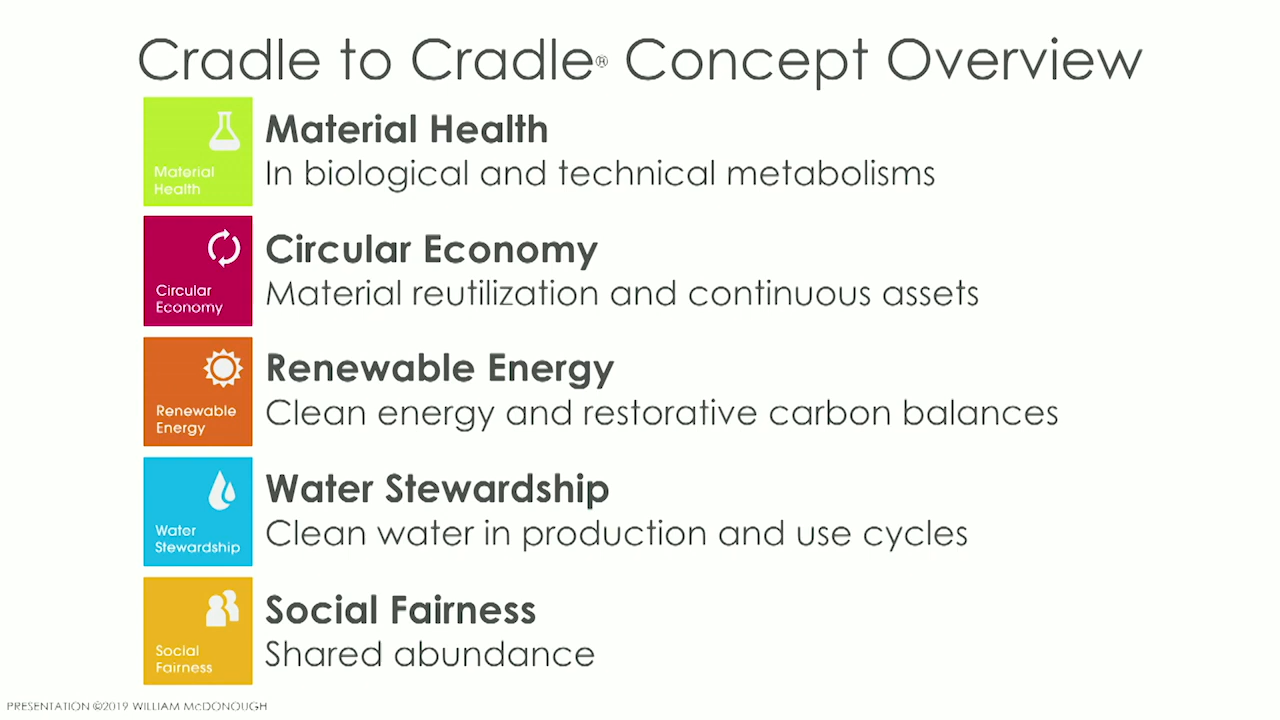 Cradle to Cradle® Concept Overview
Material
Health
Material Health
In biological and technical metabolisms
Circular
Economy
Circular Economy
Material reutilization and continuous assets
Renewable
Energy
Renewable Energy
Clean energy and restorative carbon balances
Water
Stewardship
Water Stewardship
Clean water in production and use cycles
Social
Fairness
Social Fairness
Shared abundance
PRESENTATION ©2019 WILLIAM McDONOUGH